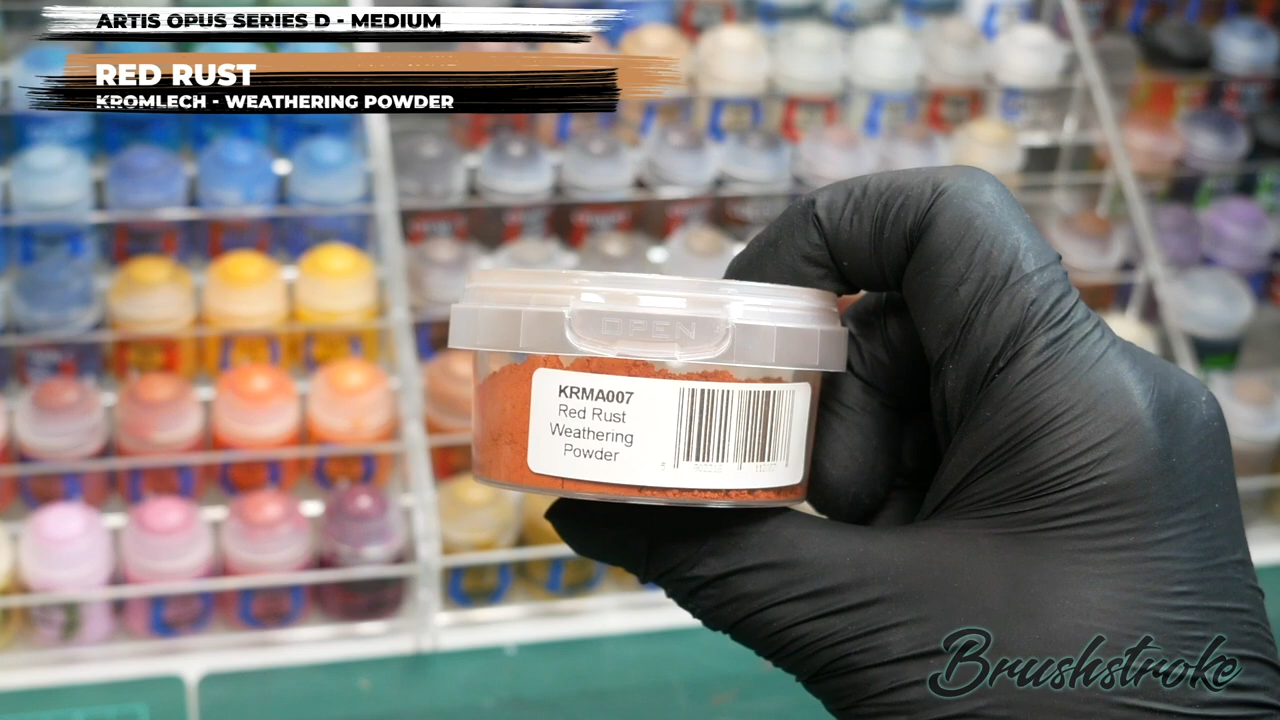 ARTIS OPUS SERIES D - MEDIUM
RED RUST
KROMLECH - WEATHERING POWDER
OPEN
KRMA007
Red Rust
Weathering
Powder
Brushstroke